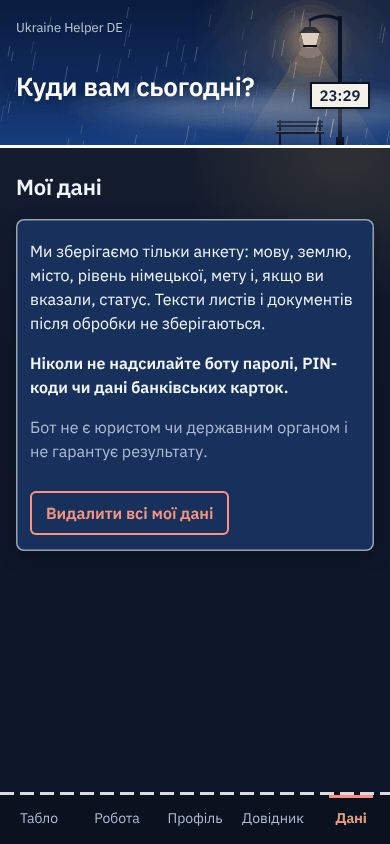 Ukraine Helper DE
Куди вам сьогодні?
23:29
Мої дані
Ми зберігаємо тільки анкету: мову, землю,
місто, рівень німецької, мету і, якщо ви
вказали, статус. Тексти листів і документів
після обробки не зберігаються.
Ніколи не надсилайте боту паролі, PIN-
коди чи дані банківських карток.
Бот не є юристом чи державним органом і
не гарантує результату.
Видалити всі мої дані
Табло
Робота
Профіль
Довідник
Дані